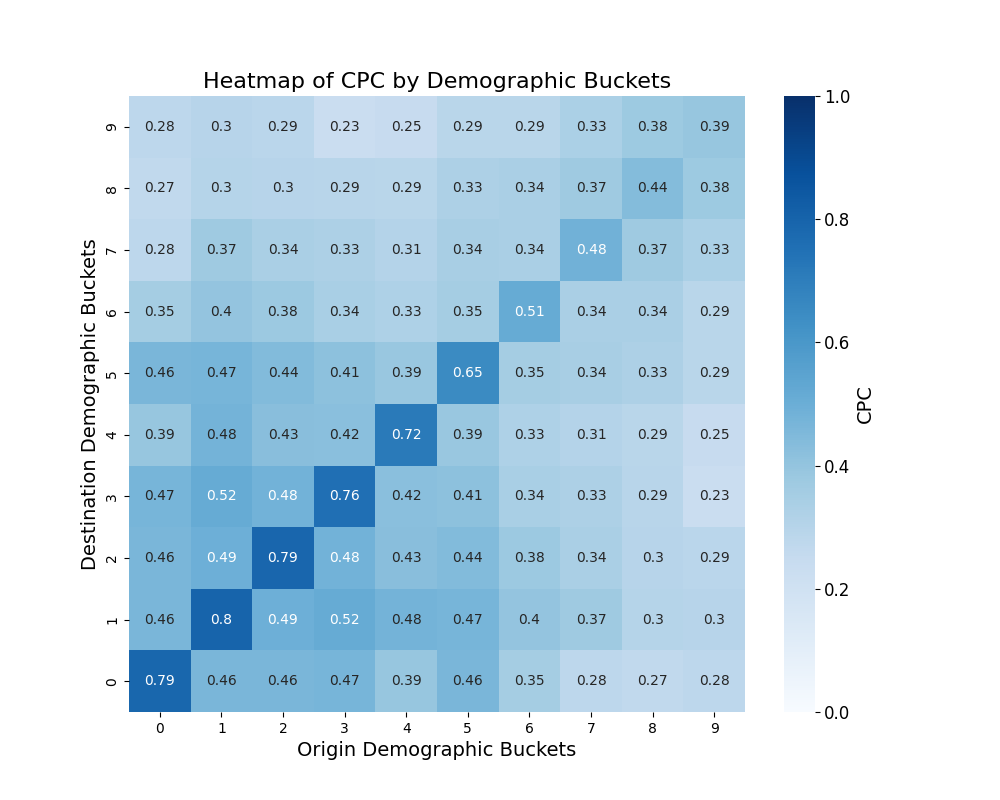 Heatmap of CPC by Demographic Buckets
9 0.28 0.3 0.29 0.23 0.25 0.29 0.29 0.33 0.38 0.39
8 0.27 0.3 0.3 0.29 0.29 0.33 0.34 0.37 0.44 0.38
7 0.28 0.37 0.34 0.33 0.31 0.34 0.34 0.48 0.37 0.33
6 0.35 0.4 0.38 0.34 0.33 0.35 0.51 0.34 0.34 0.29
5 0.46 0.47 0.44 0.41 0.39 0.65 0.35 0.34 0.33 0.29
4 0.39 0.48 0.43 0.42 0.72 0.39 0.33 0.31 0.29 0.25
3 0.47 0.52 0.48 0.76 0.42 0.41 0.34 0.33 0.29 0.23
2 0.46 0.49 0.79 0.48 0.43 0.44 0.38 0.34 0.3 0.29
1 0.46 0.8 0.49 0.52 0.48 0.47 0.4 0.37 0.3 0.3
0 0.79 0.46 0.46 0.47 0.39 0.46 0.35 0.28 0.27 0.28
0 1 2 3 4 5 6 7 8 9
Origin Demographic Buckets
Destination Demographic Buckets
1.0
0.8
0.6
0.4
0.2
0.0
CPC